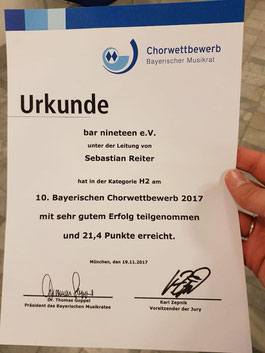 Chorwettbewerb
Bayerischer Musikrat
Urkunde
bar nineteen e.V.
unter der Leitung von
Sebastian Reiter
hat in der Kategorie H2 am
10. Bayerischen Chorwettbewerb 2017
mit sehr gutem Erfolg teilgenommen
und 21,4 Punkte erreicht.
München, den 19.11.2017
Dr. Thomas Goppel
Präsident des Bayerischen Musikrates
Karl Zepnik
Vorsitzender der Jury